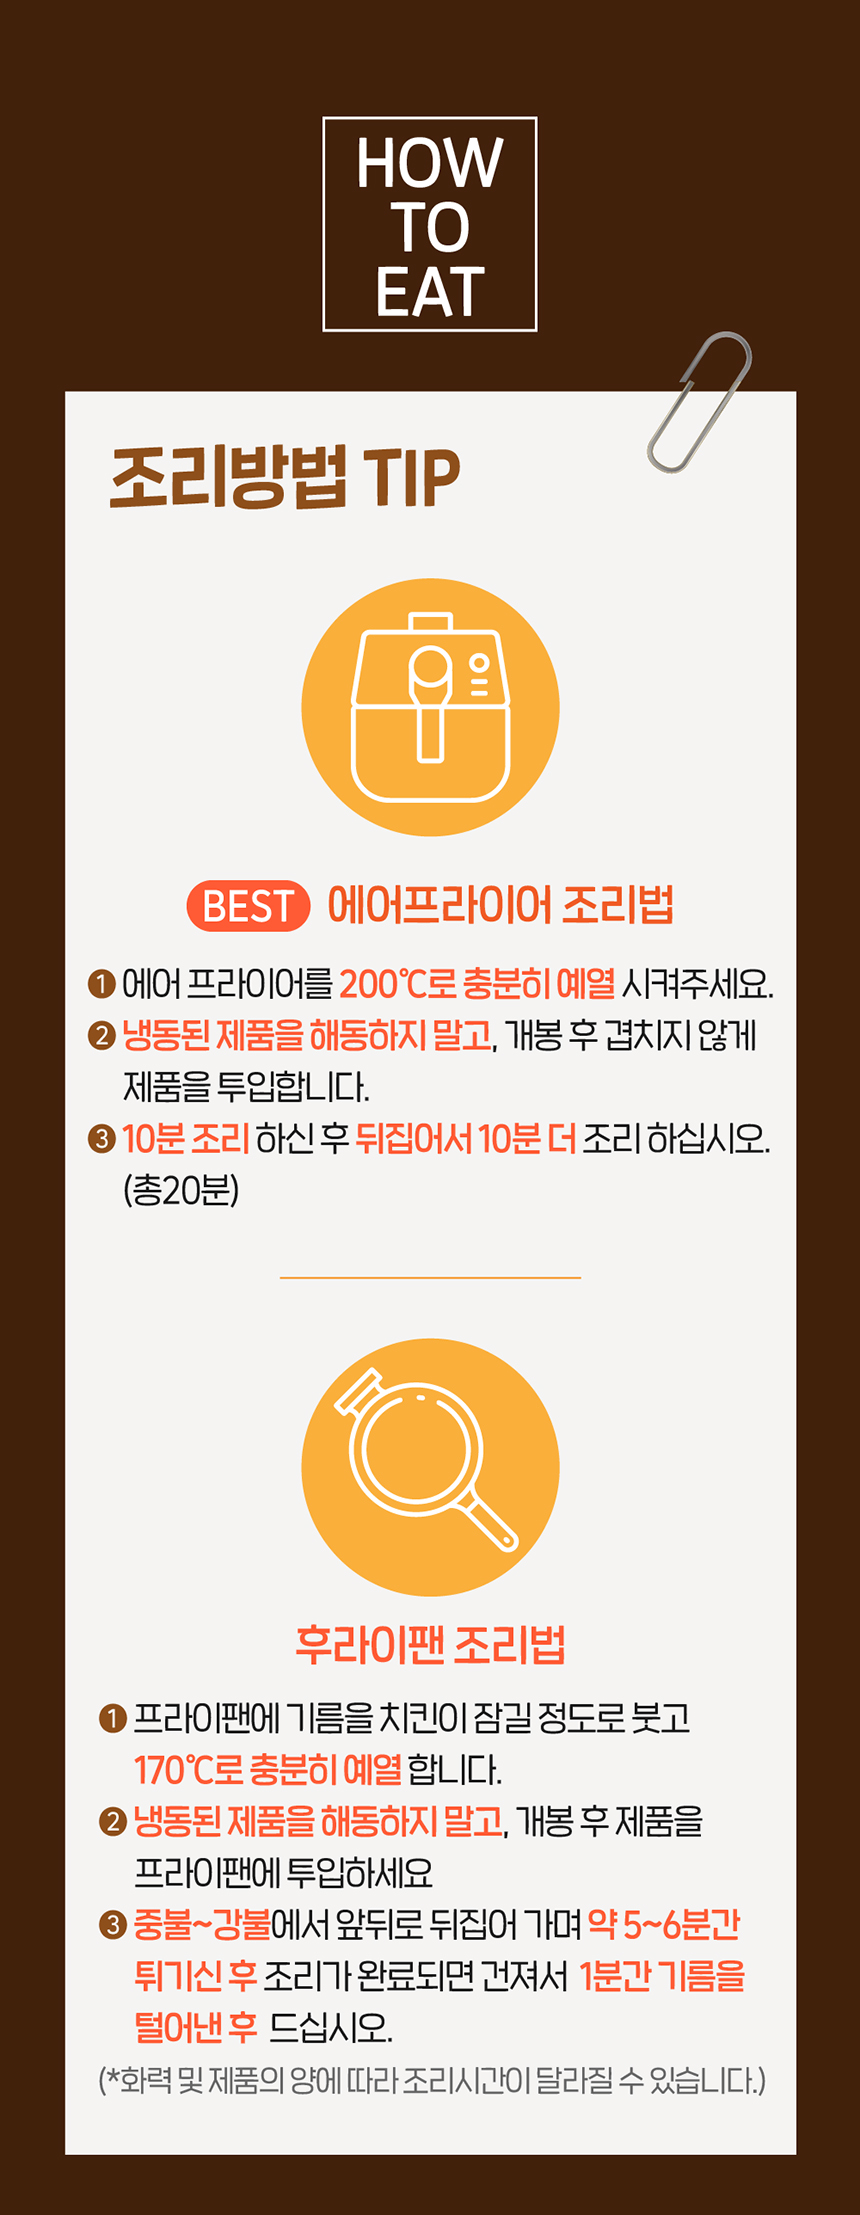 HOW
TO
EAT
조리방법 TIP
BEST 에어프라이어 조리법
1 에어 프라이어를 200℃로 충분히 예열 시켜주세요.
2 냉동된 제품을 해동하지 말고, 개봉 후 겹치지 않게
제품을 투입합니다.
3 10분 조리 하신 후 뒤집어서 10분 더 조리 하십시오.
(총20분)
후라이팬 조리법
1 프라이팬에 기름을 치킨이 잠길 정도로 붓고
170℃로 충분히 예열 합니다.
2 냉동된 제품을 해동하지 말고, 개봉 후 제품을
프라이팬에 투입하세요
3 중불~강불에서 앞뒤로 뒤집어 가며 약 5~6분간
튀기신 후 조리가 완료되면 건져서 1분간 기름을
털어낸 후 드십시오.
(*화력 및 제품의 양에 따라 조리시간이 달라질 수 있습니다.)